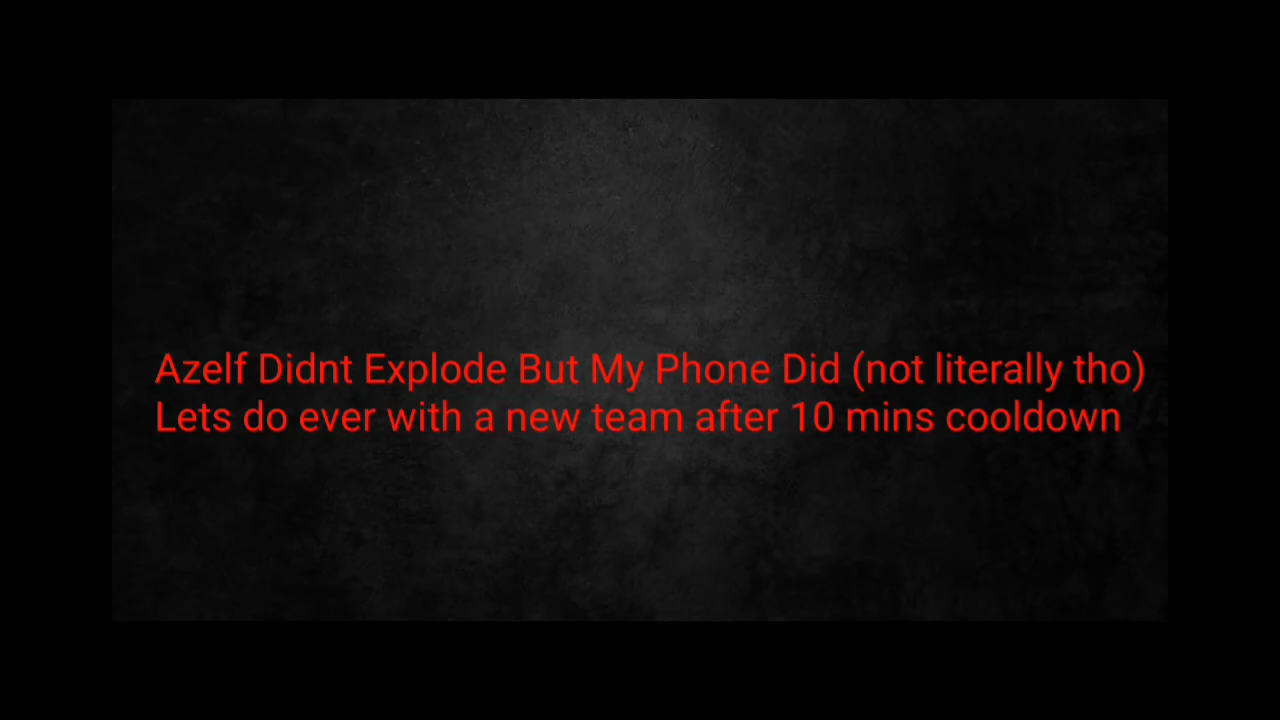 Azelf Didnt Explode But My Phone Did (not literally tho)
Lets do ever with a new team after 10 mins cooldown